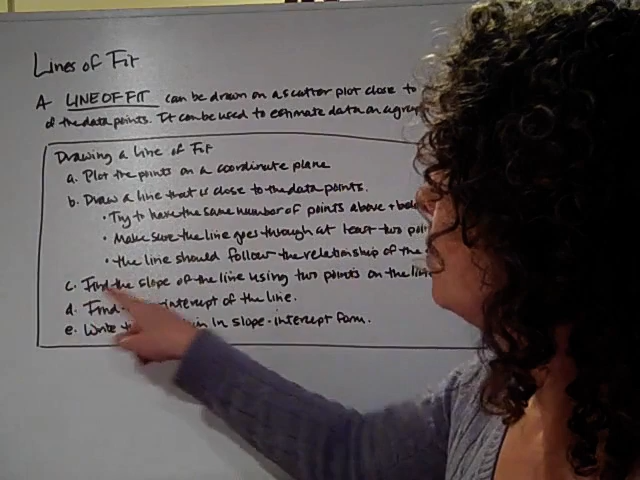 Lines of Fit
A LINE OF FIT can be drawn on a scatter plot close to
of the data points. It can be used to estimate data on a
Drawing a line of Fit
a. Plot the points on a coordinate plane
b. Draw a line that is close to the data points.
• Try to have the same number of points above +
• Make sure the line goes through at least two
• the line should follow the relationship of the
c. Find the slope of the line using two points on the line
d. Find intercept of the line.
e. Write in slope-intercept form.